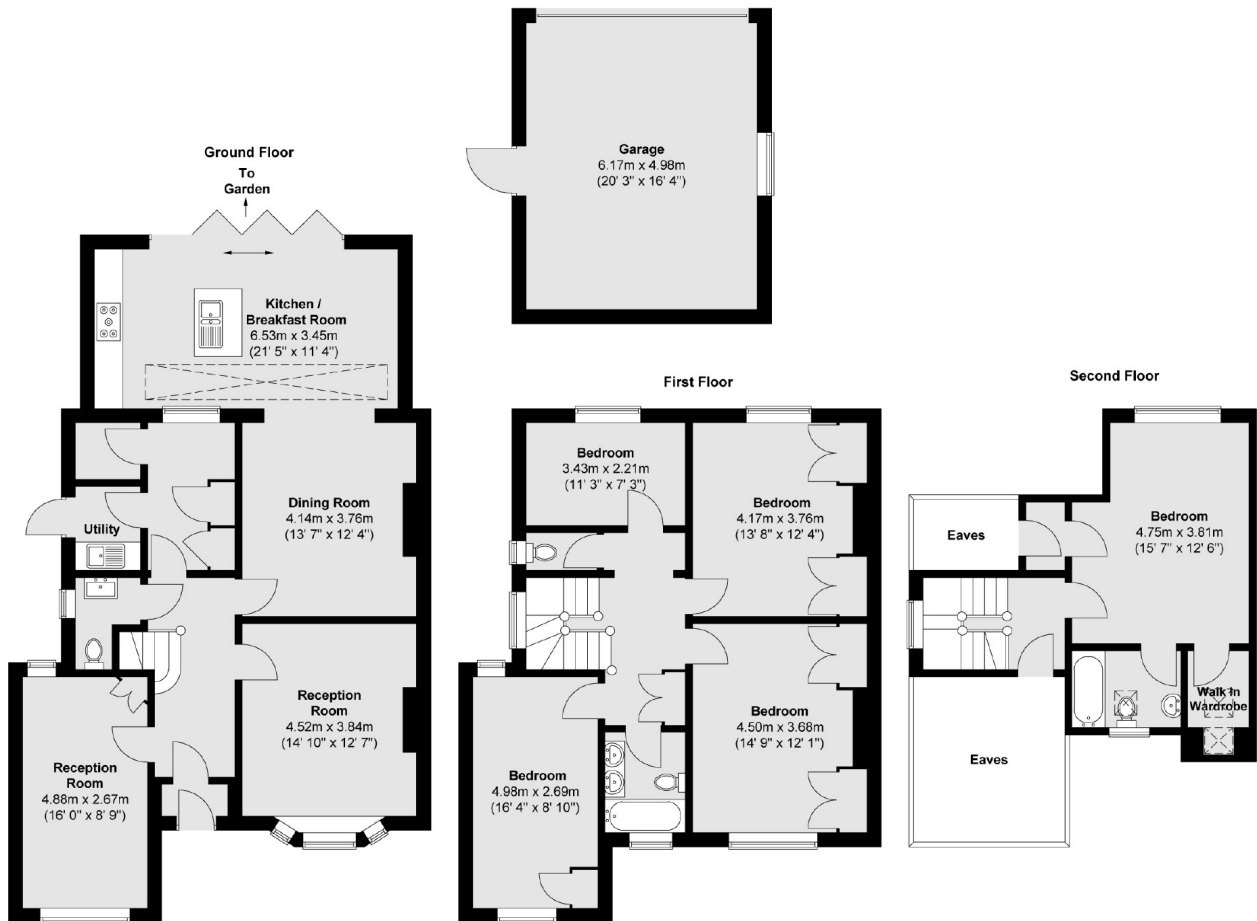 Ground Floor
To
Garden
Kitchen /
Breakfast Room
6.53m x 3.45m
(21' 5" x 11' 4")
Utility
Dining Room
4.14m x 3.76m
(13' 7" x 12' 4")
Reception
Room
4.52m x 3.84m
(14' 10" x 12' 7")
Reception
Room
4.88m x 2.67m
(16' 0" x 8' 9")
Garage
6.17m x 4.98m
(20' 3" x 16' 4")
First Floor
Bedroom
3.43m x 2.21m
(11' 3" x 7' 3")
Bedroom
4.17m x 3.76m
(13' 8" x 12' 4")
Bedroom
4.50m x 3.68m
(14' 9" x 12' 1")
Bedroom
4.98m x 2.69m
(16' 4" x 8' 10")
Second Floor
Bedroom
4.75m x 3.81m
(15' 7" x 12' 6")
Eaves
Walk In
Wardrobe
Eaves